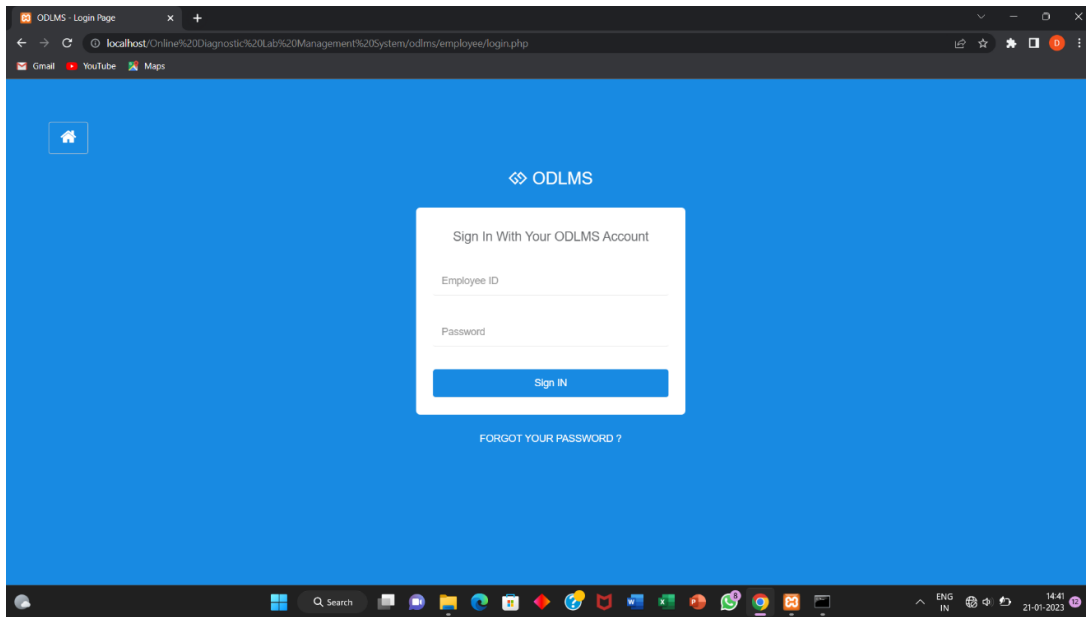 ODLMS - Login Page
localhost/Online%20Diagnostic%20Lab%20Management%20System/odlms/employee/login.php
D
Gmail YouTube Maps
ODLMS
Sign In With Your ODLMS Account
Employee ID
Password
Sign IN
FORGOT YOUR PASSWORD ?
Search
8
ENG
IN
14:41
21-01-2023
12